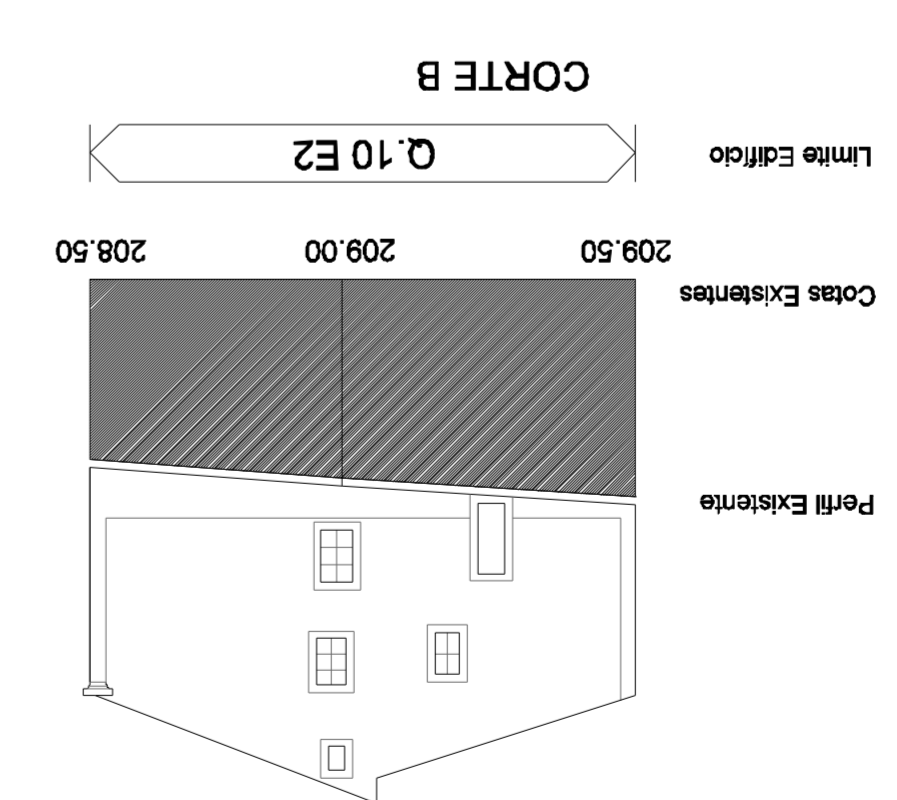 Perfil Existente
Cotas Existentes
209.50 209.00 208.50
Limite Edifício
Q.10 E2
CORTE B